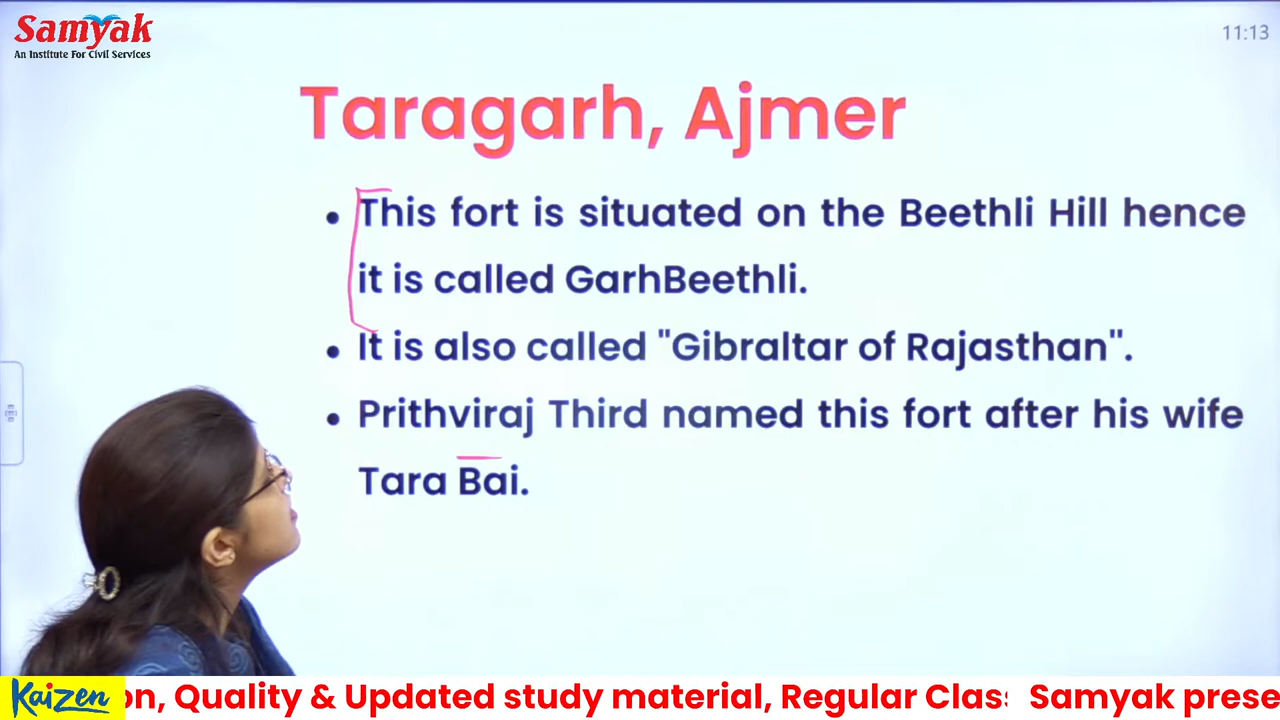 Samyak
An Institute For Civil Services
11:13
Taragarh, Ajmer
• This fort is situated on the Beethli Hill hence
it is called GarhBeethli.
• It is also called "Gibraltar of Rajasthan".
• Prithviraj Third named this fort after his wife
Tara Bai.
Kaizen on, Quality & Updated study material, Regular Clas Samyak prese